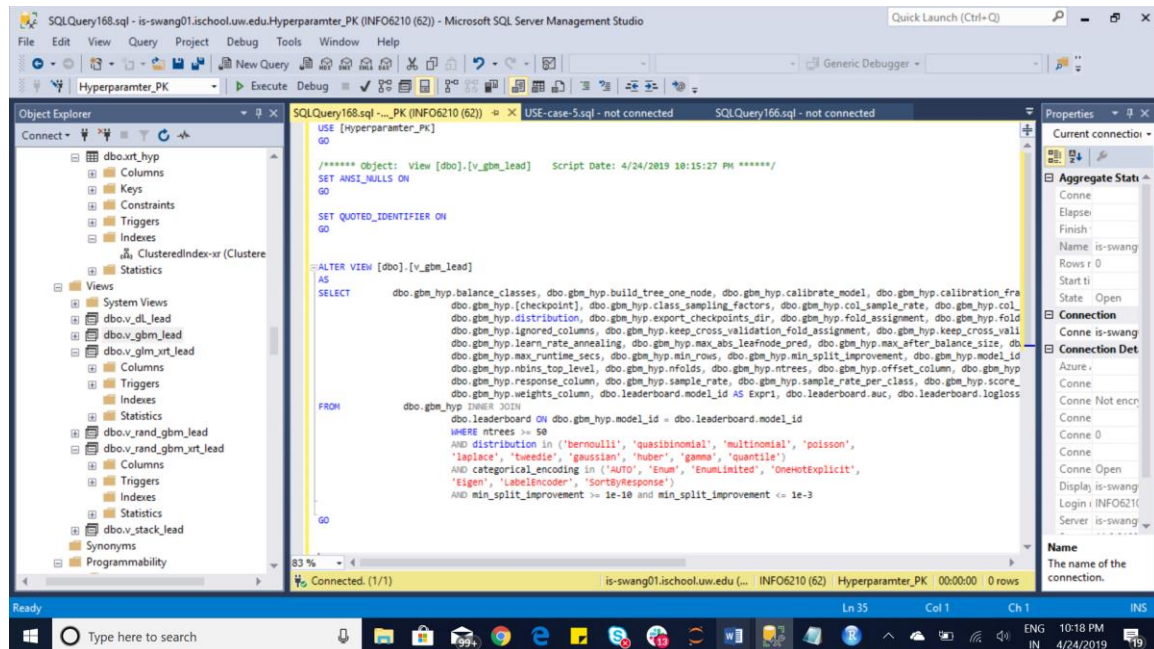 SQLQuery168.sql - is-swang01.ischool.uw.edu.Hyperparamter_PK (INFO6210 (62)) - Microsoft SQL Server Management Studio
Quick Launch (Ctrl+Q)
File Edit View Query Project Debug Tools Window Help
New Query
Generic Debugger
Hyperparamter_PK
Execute Debug
Object Explorer
SQLQuery168.sql -..._PK (INFO6210 (62))
USE-case-5.sql - not connected
SQLQuery166.sql - not connected
Properties
Connect
dbo.xrt_hyp
Columns
Keys
Constraints
Triggers
Indexes
ClusteredIndex-xr (Clustere
Statistics
Views
System Views
dbo.v_dL_lead
dbo.v_gbm_lead
dbo.v_glm_xrt_lead
Columns
Triggers
Indexes
Statistics
dbo.v_rand_gbm_lead
dbo.v_rand_gbm_xrt_lead
Columns
Triggers
Indexes
Statistics
dbo.v_stack_lead
Synonyms
Programmability
USE [Hyperparamter_PK]
GO
/****** Object: View [dbo].[v_gbm_lead] Script Date: 4/24/2019 10:15:27 PM ******/
SET ANSI_NULLS ON
GO
SET QUOTED_IDENTIFIER ON
GO
ALTER VIEW [dbo].[v_gbm_lead]
AS
SELECT dbo.gbm_hyp.balance_classes, dbo.gbm_hyp.build_tree_one_node, dbo.gbm_hyp.calibrate_model, dbo.gbm_hyp.calibration_fra
dbo.gbm_hyp.[checkpoint], dbo.gbm_hyp.class_sampling_factors, dbo.gbm_hyp.col_sample_rate, dbo.gbm_hyp.col_
dbo.gbm_hyp.distribution, dbo.gbm_hyp.export_checkpoints_dir, dbo.gbm_hyp.fold_assignment, dbo.gbm_hyp.fold
dbo.gbm_hyp.ignored_columns, dbo.gbm_hyp.keep_cross_validation_fold_assignment, dbo.gbm_hyp.keep_cross_vali
dbo.gbm_hyp.learn_rate_annealing, dbo.gbm_hyp.max_abs_leafnode_pred, dbo.gbm_hyp.max_after_balance_size, db
dbo.gbm_hyp.max_runtime_secs, dbo.gbm_hyp.min_rows, dbo.gbm_hyp.min_split_improvement, dbo.gbm_hyp.model_id
dbo.gbm_hyp.nbins_top_level, dbo.gbm_hyp.nfolds, dbo.gbm_hyp.ntrees, dbo.gbm_hyp.offset_column, dbo.gbm_hyp
dbo.gbm_hyp.response_column, dbo.gbm_hyp.sample_rate, dbo.gbm_hyp.sample_rate_per_class, dbo.gbm_hyp.score_
dbo.gbm_hyp.weights_column, dbo.leaderboard.model_id AS Expr1, dbo.leaderboard.auc, dbo.leaderboard.logloss
FROM dbo.gbm_hyp INNER JOIN
dbo.leaderboard ON dbo.gbm_hyp.model_id = dbo.leaderboard.model_id
WHERE ntrees >= 50
AND distribution in ('bernoulli', 'quasibinomial', 'multinomial', 'poisson',
'laplace', 'tweedie', 'gaussian', 'huber', 'gamma', 'quantile')
AND categorical_encoding in ('AUTO', 'Enum', 'EnumLimited', 'OneHotExplicit',
'Eigen', 'LabelEncoder', 'SortByResponse')
AND min_split_improvement >= 1e-10 and min_split_improvement <= 1e-3
GO
83 %
Connected. (1/1)
is-swang01.ischool.uw.edu (... INFO6210 (62) Hyperparamter_PK 00:00:00 0 rows
Current connection
Aggregate Statu
Conne
Elapse
Finish
Name is-swang
Rows r 0
Start ti
State Open
Connection
Conne is-swang
Connection Det
Azure
Conne
Conne Not encry
Conne
Conne 0
Conne
Conne Open
Display is-swang
Login INFO6210
Server is-swang
Name
The name of the
connection.
Ready
Ln 35 Col 1 Ch 1 INS
Type here to search
99+
13
ENG
IN
10:18 PM
4/24/2019
19